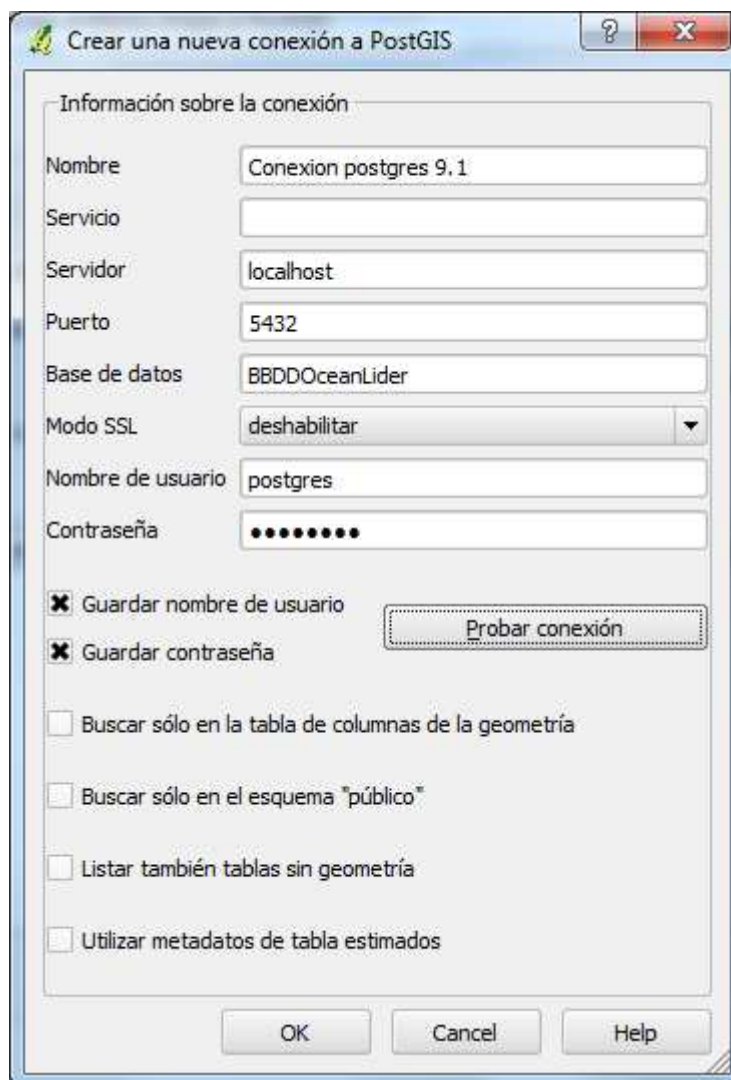 Crear una nueva conexión a PostGIS
Información sobre la conexión
Nombre Conexion postgres 9.1
Servicio
Servidor localhost
Puerto 5432
Base de datos BBDDOceanLider
Modo SSL deshabilitar
Nombre de usuario postgres
Contraseña ●●●●●●●●
Guardar nombre de usuario
Probar conexión
Guardar contraseña
Buscar sólo en la tabla de columnas de la geometría
Buscar sólo en el esquema "público"
Listar también tablas sin geometría
Utilizar metadatos de tabla estimados
OK Cancel Help